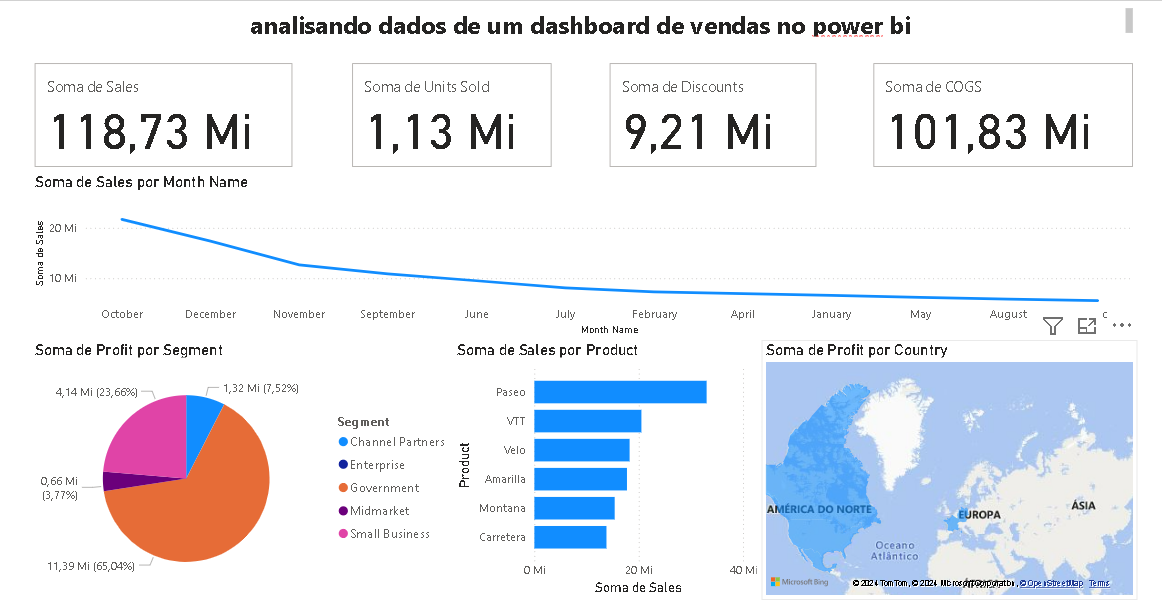 analisando dados de um dashboard de vendas no power bi
Soma de Sales
118,73 Mi
Soma de Units Sold
1,13 Mi
Soma de Discounts
9,21 Mi
Soma de COGS
101,83 Mi
Soma de Sales por Month Name
Soma de Sales
20 Mi
10 Mi
October December November September June July February April January May August c
Month Name
Soma de Profit por Segment
4,14 Mi (23,66%)
1,32 Mi (7,52%)
0,66 Mi
(3,77%)
11,39 Mi (65,04%)
Segment
Channel Partners
Enterprise
Government
Midmarket
Small Business
Soma de Sales por Product
Product
Paseo
VTT
Velo
Amarilla
Montana
Carretera
0 Mi 20 Mi 40 Mi
Soma de Sales
Soma de Profit por Country
AMÉRICA DO NORTE
EUROPA
ÁSIA
Oceano
Atlântico
Microsoft Bing
© 2024 TomTom, © 2024 Microsoft Corporation, © OpenStreetMap Terms